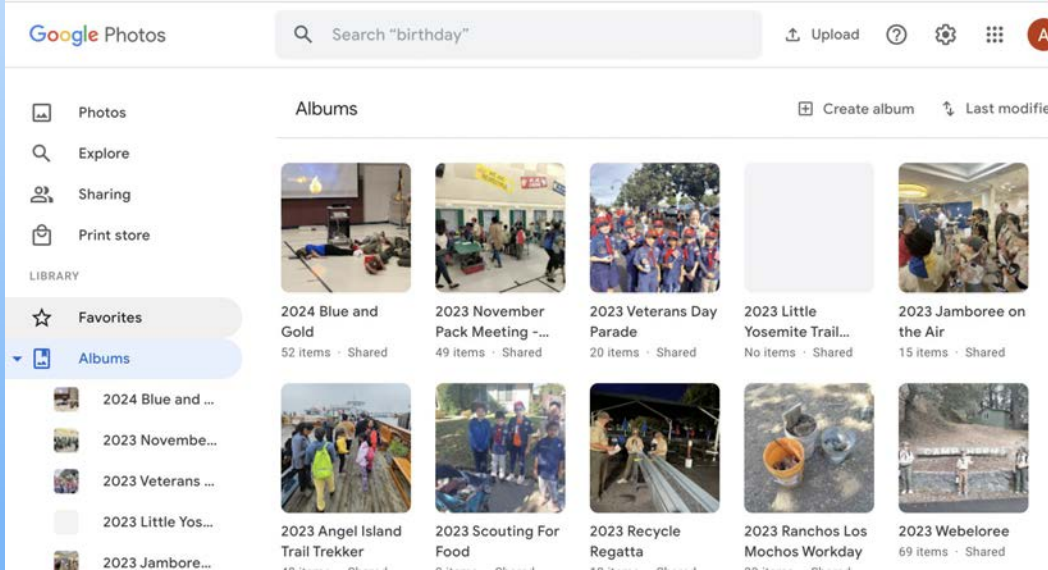 Google Photos
Search “birthday”
Upload
A
Photos
Explore
Sharing
Print store
LIBRARY
Favorites
Albums
2024 Blue and ...
2023 Novembe...
2023 Veterans ...
2023 Little Yos...
2023 Jambore...
Albums
Create album
Last modifie
2024 Blue and
Gold
52 items · Shared
2023 November
Pack Meeting -...
49 items · Shared
2023 Veterans Day
Parade
20 items · Shared
2023 Little
Yosemite Trail...
No items · Shared
2023 Jamboree on
the Air
15 items · Shared
2023 Angel Island
Trail Trekker
2023 Scouting For
Food
2023 Recycle
Regatta
2023 Ranchos Los
Mochos Workday
2023 Webeloree
69 items · Shared